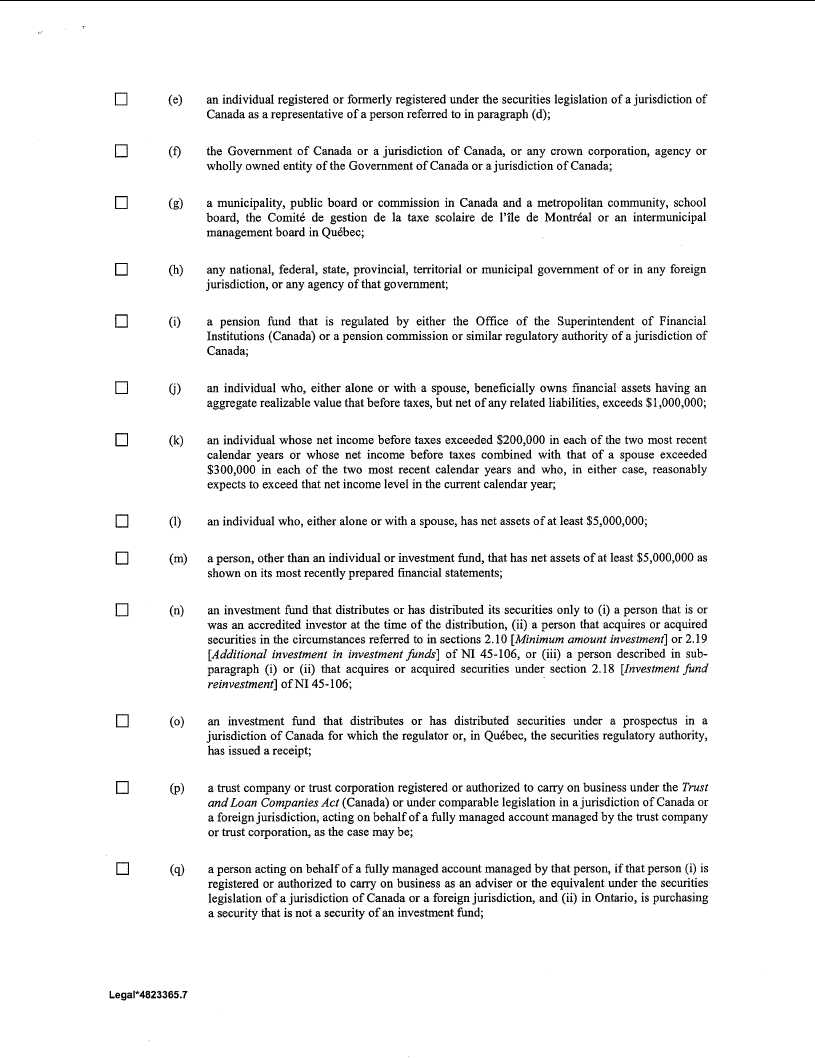 (e) an individual registered or formerly registered under the securities legislation of a jurisdiction of
Canada as a representative of a person referred to in paragraph (d);
(f) the Government of Canada or a jurisdiction of Canada, or any crown corporation, agency or
wholly owned entity of the Government of Canada or a jurisdiction of Canada;
(g) a municipality, public board or commission in Canada and a metropolitan community, school
board, the Comité de gestion de la taxe scolaire de l'île de Montréal or an intermunicipal
management board in Québec;
(h) any national, federal, state, provincial, territorial or municipal government of or in any foreign
jurisdiction, or any agency of that government;
(i) a pension fund that is regulated by either the Office of the Superintendent of Financial
Institutions (Canada) or a pension commission or similar regulatory authority of a jurisdiction of
Canada;
(j) an individual who, either alone or with a spouse, beneficially owns financial assets having an
aggregate realizable value that before taxes, but net of any related liabilities, exceeds $1,000,000;
(k) an individual whose net income before taxes exceeded $200,000 in each of the two most recent
calendar years or whose net income before taxes combined with that of a spouse exceeded
$300,000 in each of the two most recent calendar years and who, in either case, reasonably
expects to exceed that net income level in the current calendar year;
(l) an individual who, either alone or with a spouse, has net assets of at least $5,000,000;
(m) a person, other than an individual or investment fund, that has net assets of at least $5,000,000 as
shown on its most recently prepared financial statements;
(n) an investment fund that distributes or has distributed its securities only to (i) a person that is or
was an accredited investor at the time of the distribution, (ii) a person that acquires or acquired
securities in the circumstances referred to in sections 2.10 [Minimum amount investment] or 2.19
[Additional investment in investment funds] of NI 45-106, or (iii) a person described in sub-
paragraph (i) or (ii) that acquires or acquired securities under section 2.18 [Investment fund
reinvestment] of NI 45-106;
(o) an investment fund that distributes or has distributed securities under a prospectus in a
jurisdiction of Canada for which the regulator or, in Québec, the securities regulatory authority,
has issued a receipt;
(p) a trust company or trust corporation registered or authorized to carry on business under the Trust
and Loan Companies Act (Canada) or under comparable legislation in a jurisdiction of Canada or
a foreign jurisdiction, acting on behalf of a fully managed account managed by the trust company
or trust corporation, as the case may be;
(q) a person acting on behalf of a fully managed account managed by that person, if that person (i) is
registered or authorized to carry on business as an adviser or the equivalent under the securities
legislation of a jurisdiction of Canada or a foreign jurisdiction, and (ii) in Ontario, is purchasing
a security that is not a security of an investment fund;
Legal*4823365.7